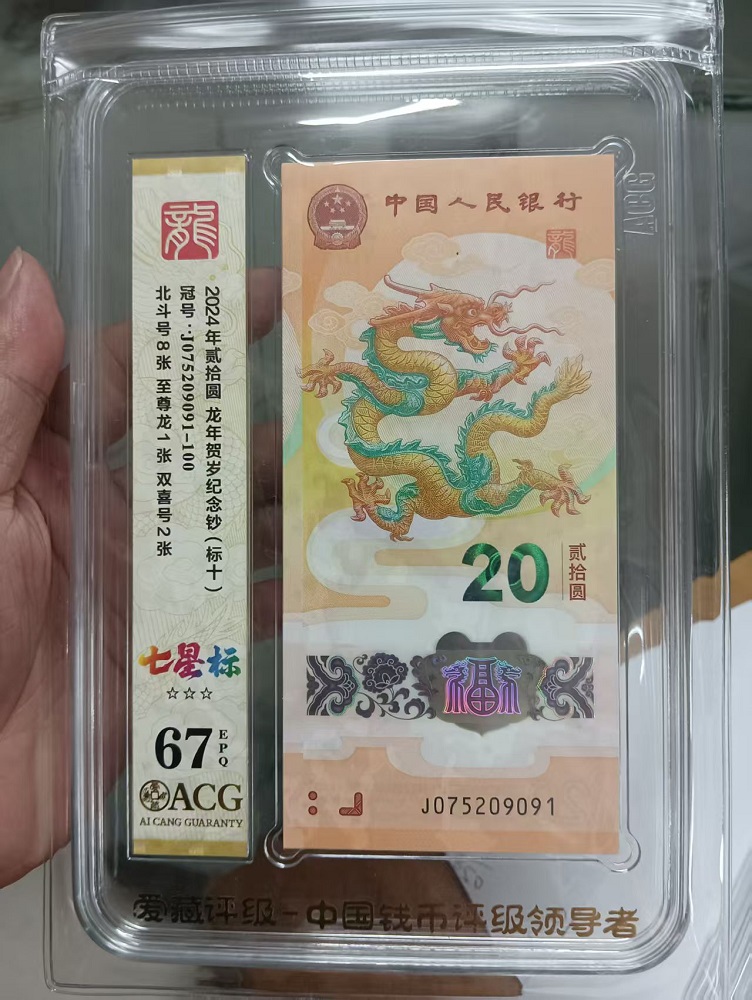 龍
2024年贰拾圆 龙年贺岁纪念钞(标十)
冠号:J075209091-100
北斗号8张 至尊龙1张 双喜号2张
七星标
☆☆☆
67 EPQ
ACG
AI CANG GUARANTY
中国人民银行
龍
20
贰拾圆
福
J075209091
ACG
爱藏评级-中国钱币评级领导者